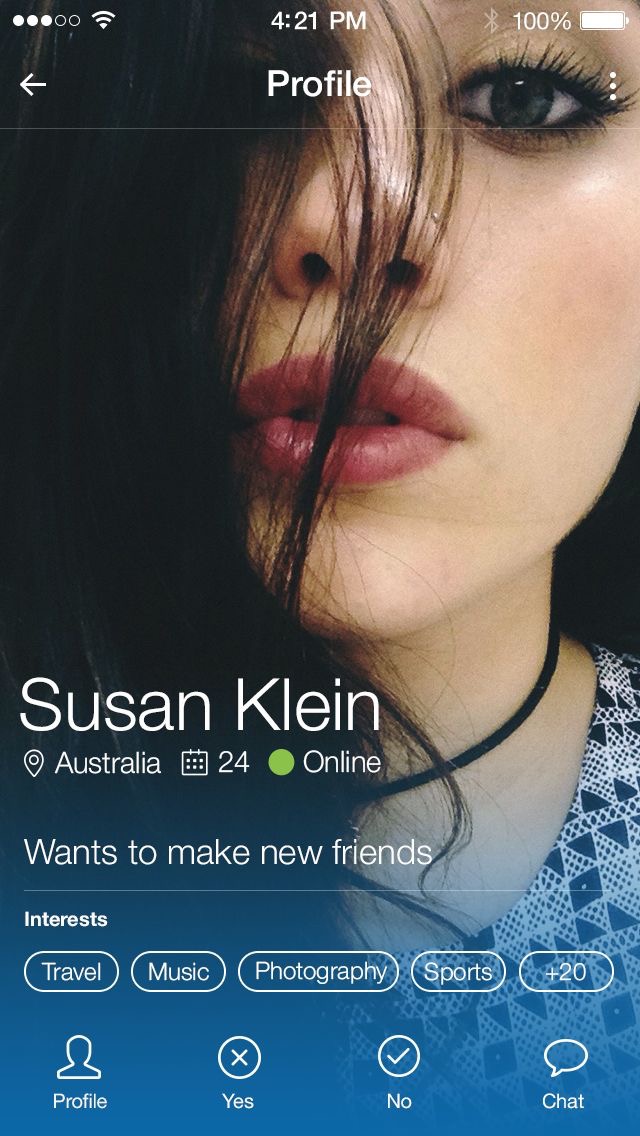 4:21 PM 100%
Profile
Susan Klein
Australia 24 Online
Wants to make new friends
Interests
Travel Music Photography Sports +20
Profile Yes No Chat